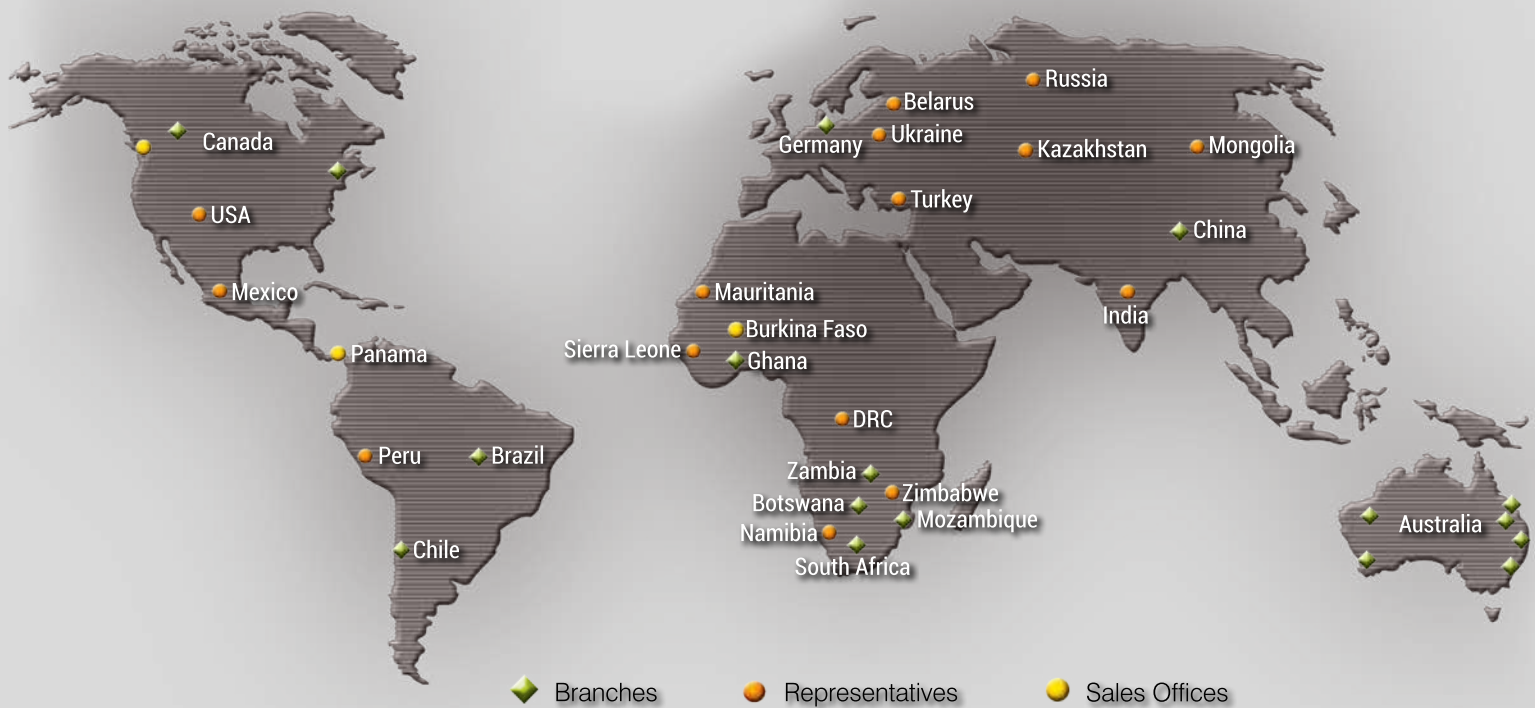 Russia
Belarus
Canada
Ukraine
Germany
Kazakhstan
Mongolia
Turkey
USA
China
Mexico
Mauritania
India
Burkina Faso
Sierra Leone
Panama
Ghana
DRC
Peru
Brazil
Zambia
Zimbabwe
Botswana
Mozambique
Australia
Namibia
Chile
South Africa
Branches
Representatives
Sales Offices